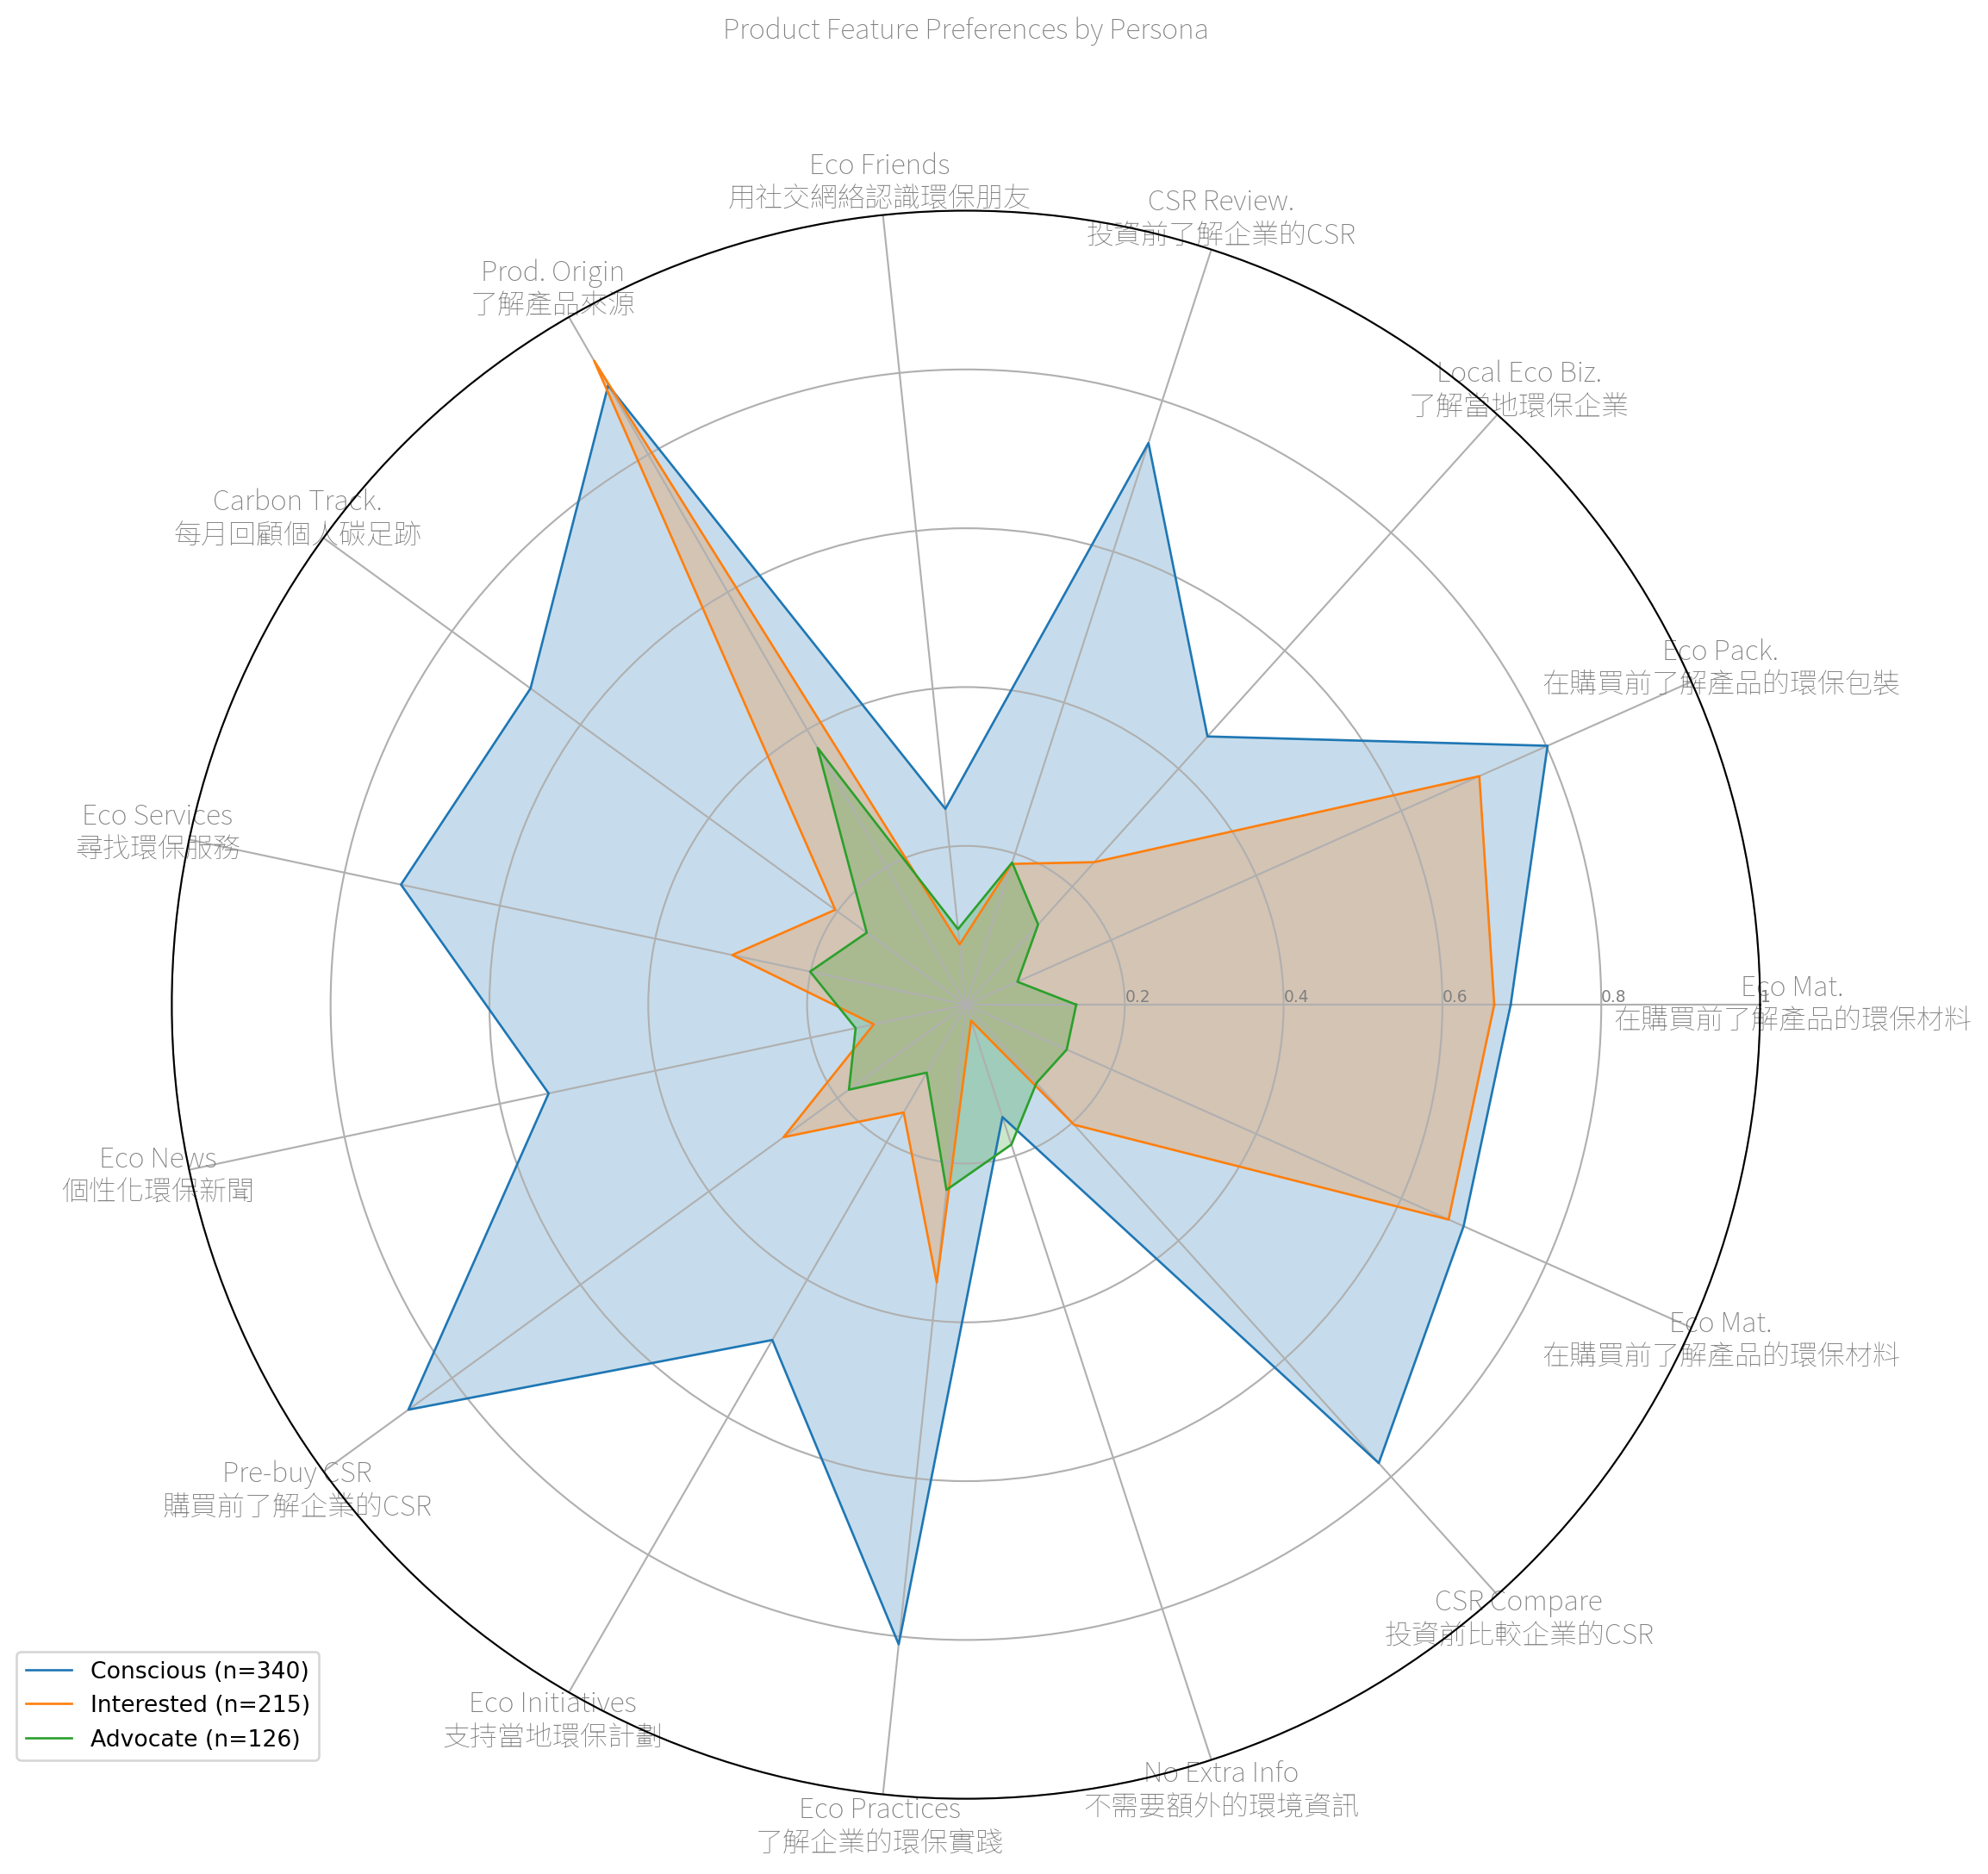 Product Feature Preferences by Persona
Eco Friends
用社交網絡認識環保朋友
CSR Review.
投資前了解企業的CSR
Prod. Origin
了解產品來源
Local Eco Biz.
了解當地環保企業
Carbon Track.
每月回顧個人碳足跡
Eco Pack.
在購買前了解產品的環保包裝
Eco Services
尋找環保服務
0.2
0.4
0.6
0.8
1
Eco Mat.
在購買前了解產品的環保材料
Eco News
個性化環保新聞
Eco Mat.
在購買前了解產品的環保材料
Pre-buy CSR
購買前了解企業的CSR
CSR Compare
投資前比較企業的CSR
Eco Initiatives
支持當地環保計劃
No Extra Info
不需要額外的環境資訊
Eco Practices
了解企業的環保實踐
Conscious (n=340)
Interested (n=215)
Advocate (n=126)